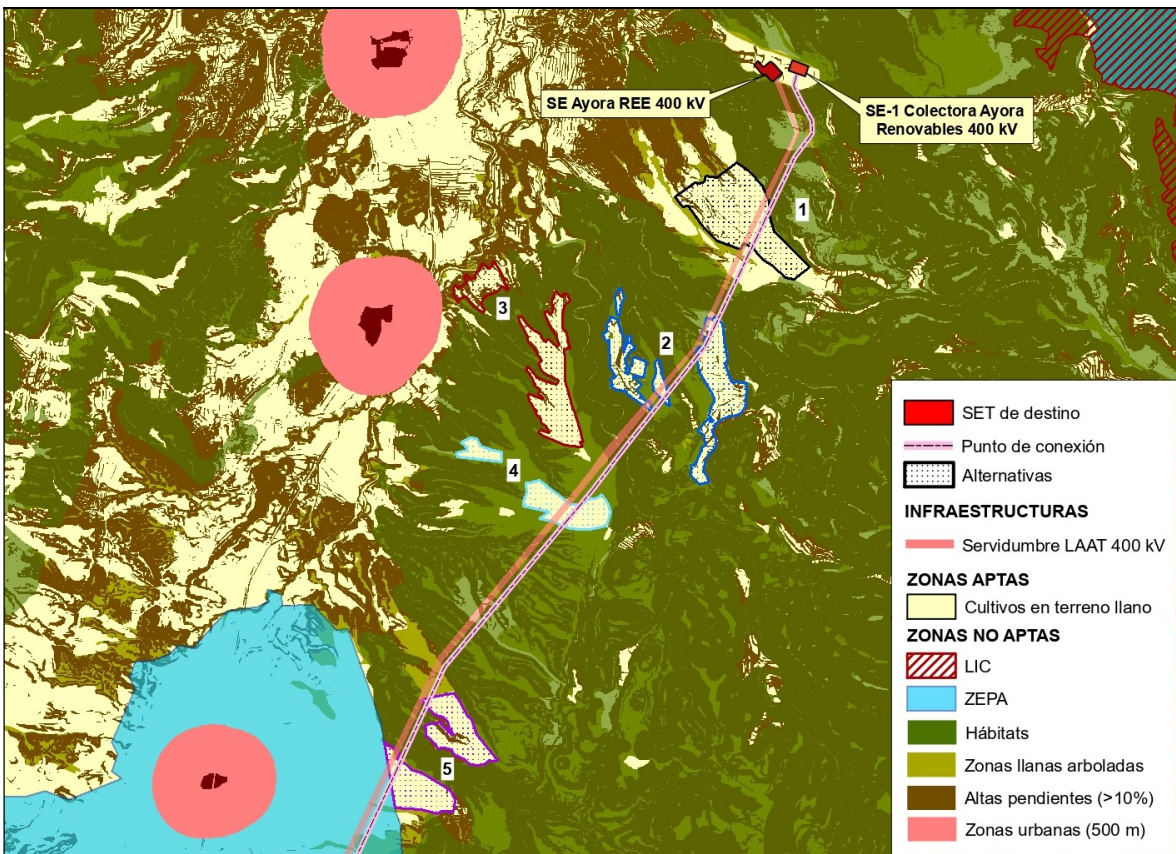 SE Ayora REE 400 kV
SE-1 Colectora Ayora
Renovables 400 kV
1
3
2
4
5
SET de destino
Punto de conexión
Alternativas
INFRAESTRUCTURAS
Servidumbre LAAT 400 kV
ZONAS APTAS
Cultivos en terreno llano
ZONAS NO APTAS
LIC
ZEPA
Hábitats
Zonas llanas arboladas
Altas pendientes (>10%)
Zonas urbanas (500 m)